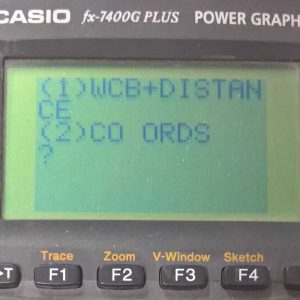 CASIO fx-7400G PLUS POWER GRAPH
(1)WCB+DISTAN
CE
(2)CO ORDS
?
Trace Zoom V-Window Sketch
T F1 F2 F3 F4